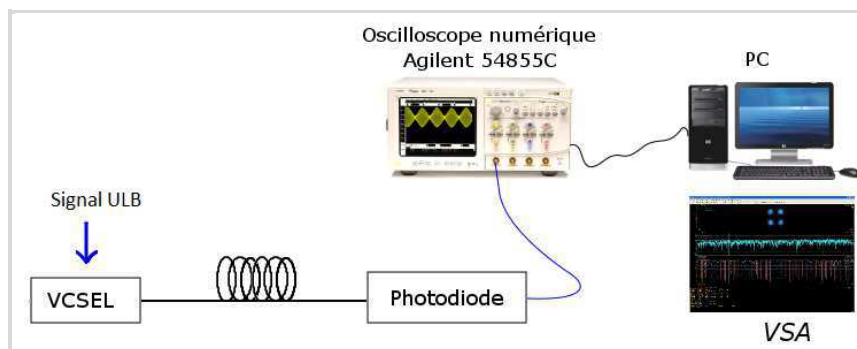 Oscilloscope numérique
Agilent 54855C
PC
Signal ULB
VCSEL
Photodiode
VSA